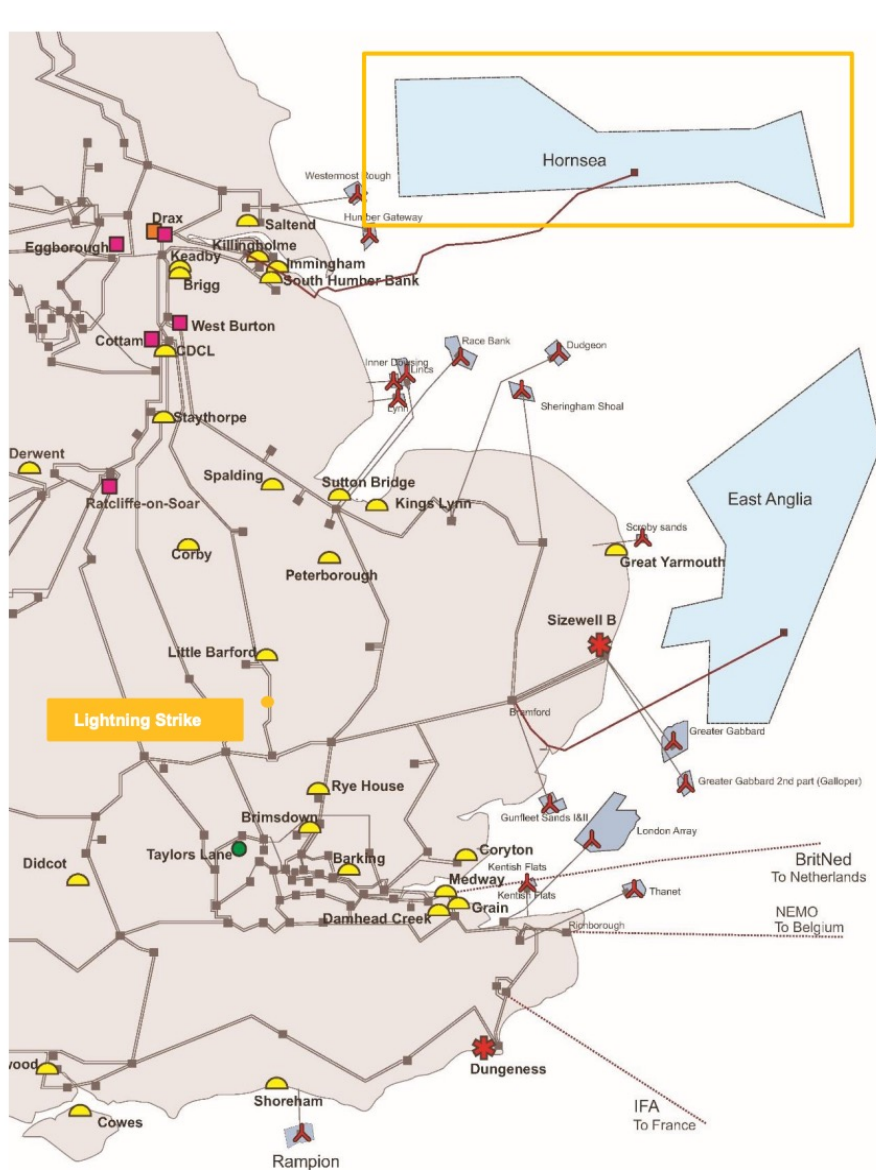 Hornsea
Westermost Rough
Humber Gateway
Drax
Saltend
Eggborough
Killingholme
Keadby
Immingham
Brigg
South Humber Bank
West Burton
Cottam
CDCL
Race Bank
Dudgeon
Inner Dowsing
Lincs
Lynn
Sheringham Shoal
Staythorpe
Derwent
Spalding
Sutton Bridge
Kings Lynn
Ratcliffe-on-Soar
East Anglia
Scroby sands
Corby
Great Yarmouth
Peterborough
Sizewell B
Little Barford
Lightning Strike
Bramford
Greater Gabbard
Greater Gabbard 2nd part (Galloper)
Rye House
Gunfleet Sands I&II
Brimsdown
London Array
Taylors Lane
Barking
Coryton
Didcot
Medway
Kentish Flats
Kentish Flats
Thanet
BritNed
To Netherlands
Grain
Damhead Creek
NEMO
To Belgium
Richborough
wood
Dungeness
Shoreham
IFA
To France
Cowes
Rampion